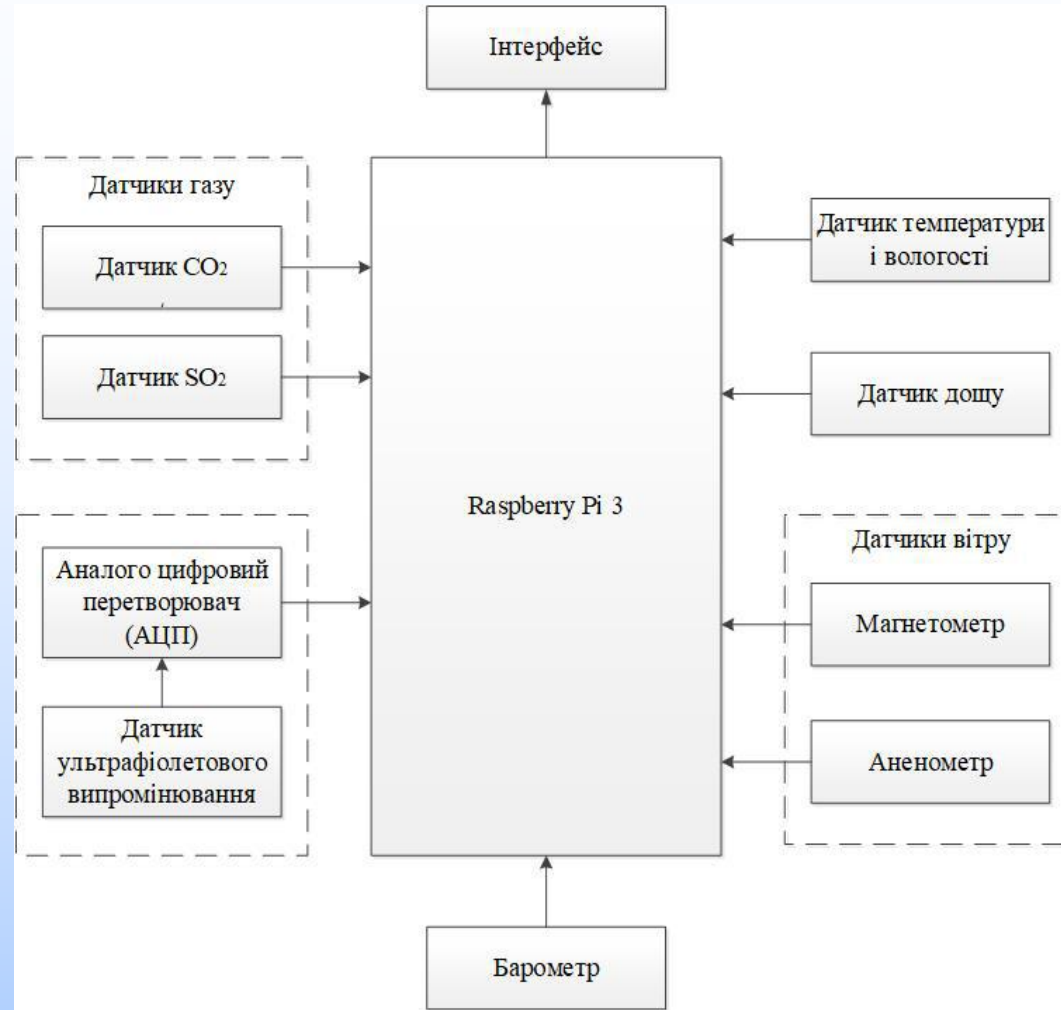 Інтерфейс
Датчики газу
Датчик CO2
Датчик SO2
Аналого цифровий
перетворювач
(АЦП)
Датчик
ультрафіолетового
випромінювання
Raspberry Pi 3
Датчик температури
і вологості
Датчик дощу
Датчики вітру
Магнетометр
Аненометр
Барометр